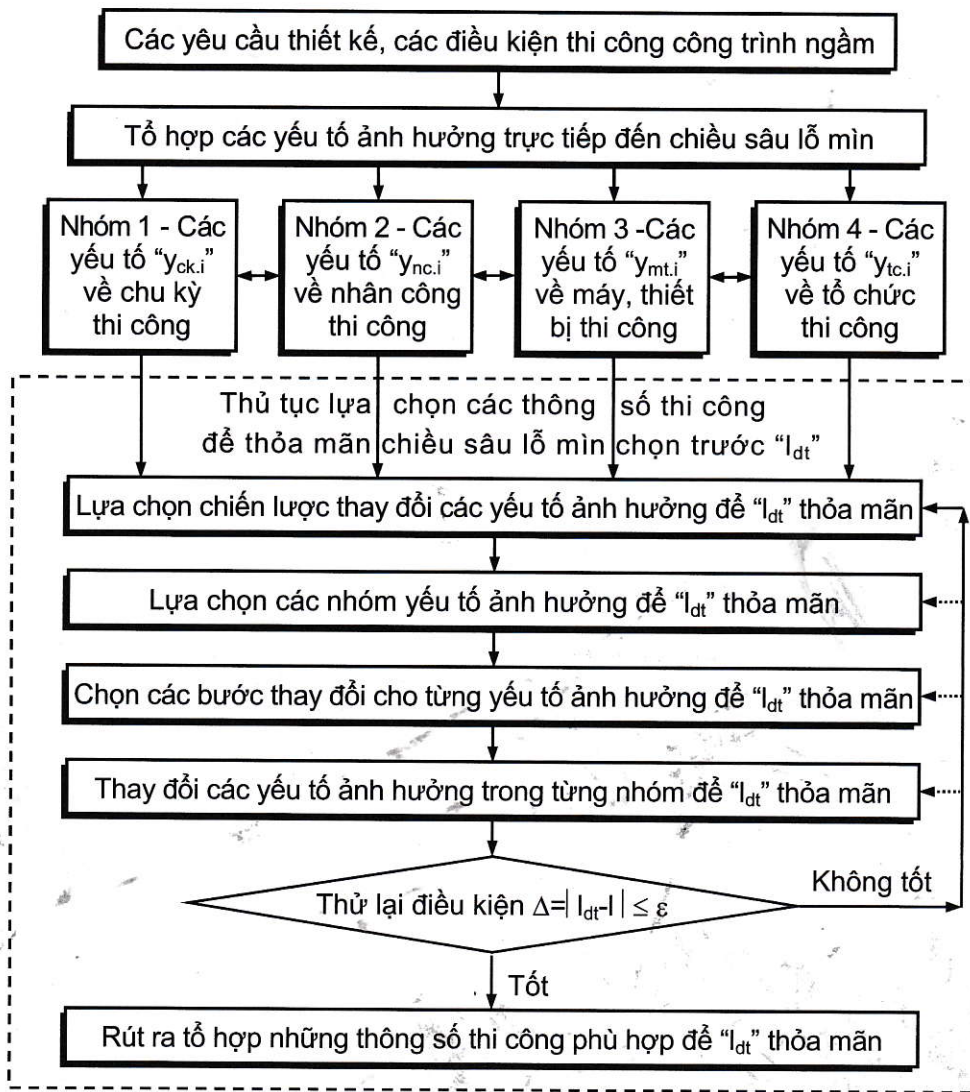 Các yêu cầu thiết kế, các điều kiện thi công công trình ngầm
Tổ hợp các yếu tố ảnh hưởng trực tiếp đến chiều sâu lỗ mìn
Nhóm 1 - Các
yếu tố “yck.i”
về chu kỳ
thi công
Nhóm 2 - Các
yếu tố “ync.i”
về nhân công
thi công
Nhóm 3 -Các
yếu tố “ymt.i”
về máy, thiết
bị thi công
Nhóm 4 - Các
yếu tố “ytc.i”
về tổ chức
thi công
Thủ tục lựa chọn các thông số thi công
để thỏa mãn chiều sâu lỗ mìn chọn trước “ldt”
Lựa chọn chiến lược thay đổi các yếu tố ảnh hưởng để “ldt” thỏa mãn
Lựa chọn các nhóm yếu tố ảnh hưởng để “ldt” thỏa mãn
Chọn các bước thay đổi cho từng yếu tố ảnh hưởng để “ldt” thỏa mãn
Thay đổi các yếu tố ảnh hưởng trong từng nhóm để “ldt” thỏa mãn
Thử lại điều kiện Δ=| ldt-l | ≤ ε
Không tốt
Tốt
Rút ra tổ hợp những thông số thi công phù hợp để “ldt” thỏa mãn